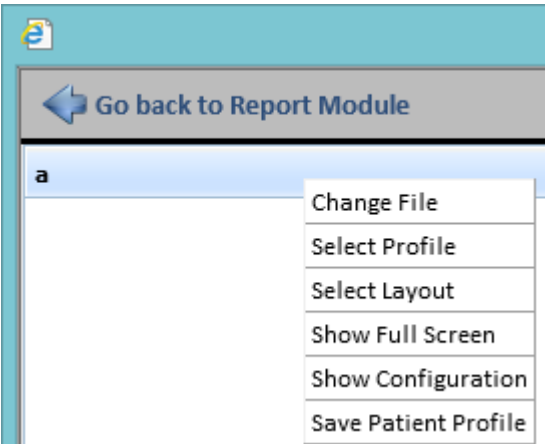 Go back to Report Module
a
Change File
Select Profile
Select Layout
Show Full Screen
Show Configuration
Save Patient Profile